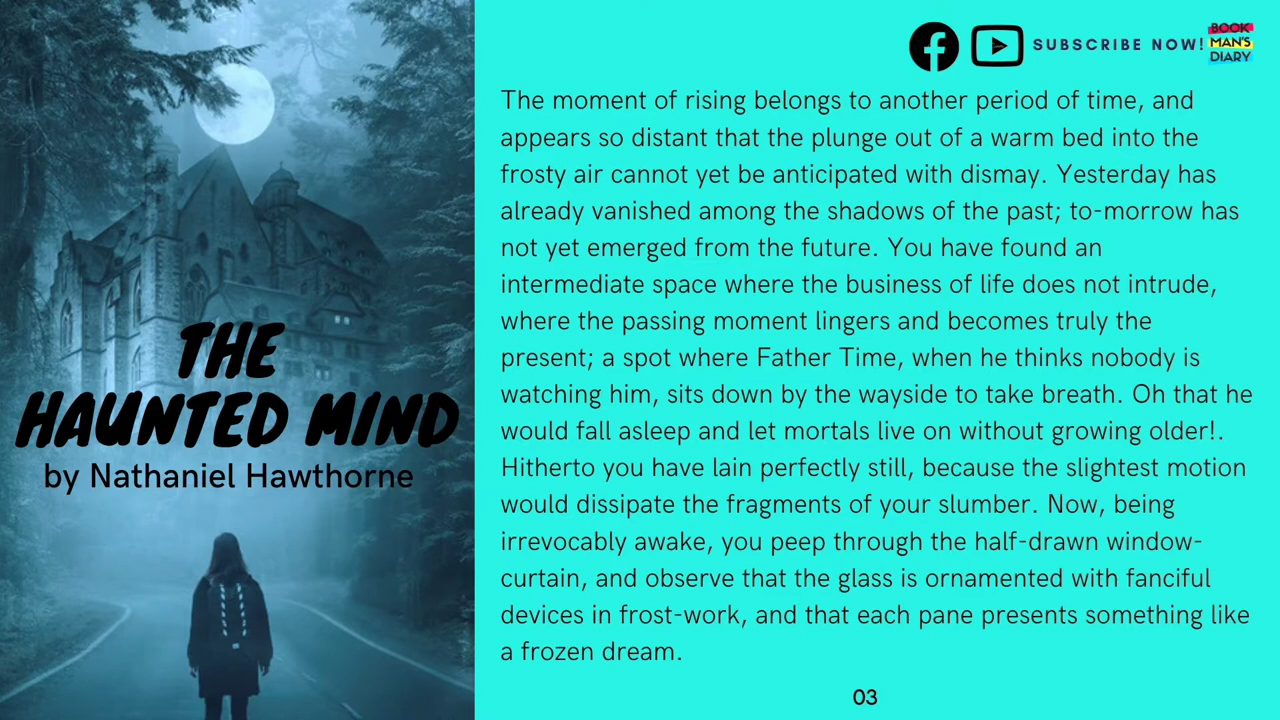 SUBSCRIBE NOW!
BOOK
MAN'S
DIARY
THE
HAUNTED MIND
by Nathaniel Hawthorne
The moment of rising belongs to another period of time, and
appears so distant that the plunge out of a warm bed into the
frosty air cannot yet be anticipated with dismay. Yesterday has
already vanished among the shadows of the past; to-morrow has
not yet emerged from the future. You have found an
intermediate space where the business of life does not intrude,
where the passing moment lingers and becomes truly the
present; a spot where Father Time, when he thinks nobody is
watching him, sits down by the wayside to take breath. Oh that he
would fall asleep and let mortals live on without growing older!.
Hitherto you have lain perfectly still, because the slightest motion
would dissipate the fragments of your slumber. Now, being
irrevocably awake, you peep through the half-drawn window-
curtain, and observe that the glass is ornamented with fanciful
devices in frost-work, and that each pane presents something like
a frozen dream.
03